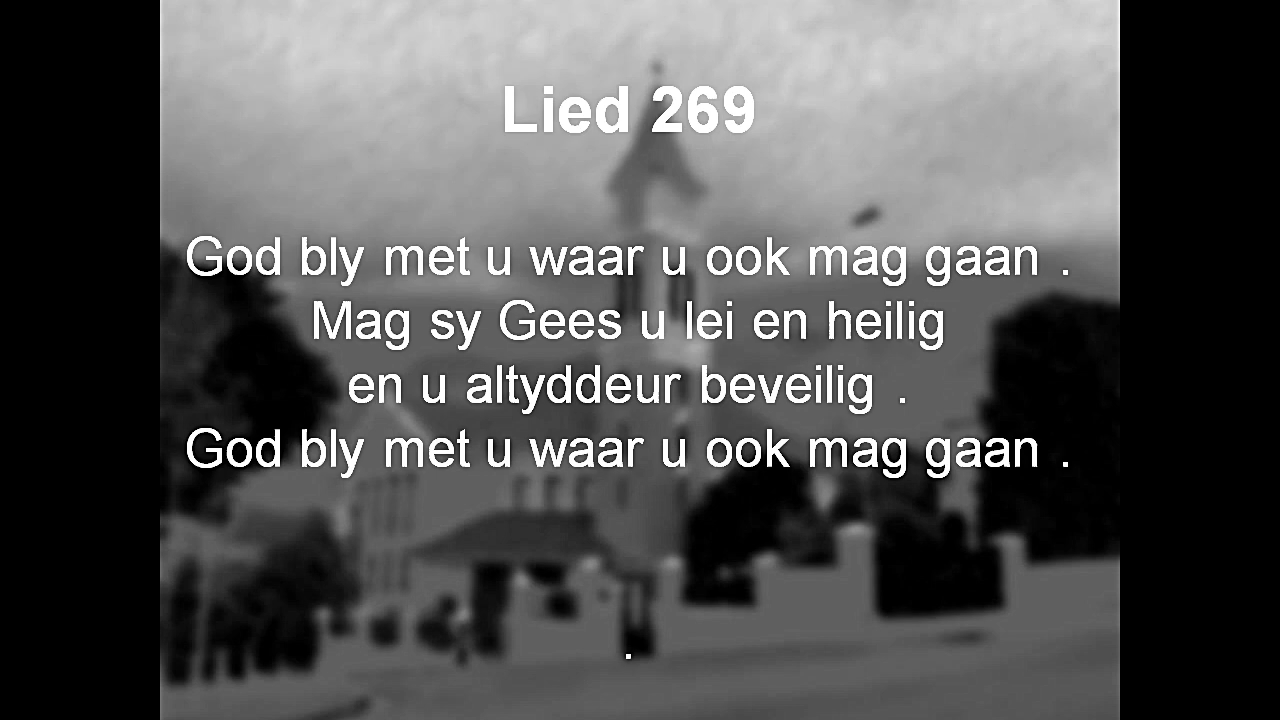 Lied 269
God bly met u waar u ook mag gaan .
Mag sy Gees u lei en heilig
en u altyddeur beveilig .
God bly met u waar u ook mag gaan .
.